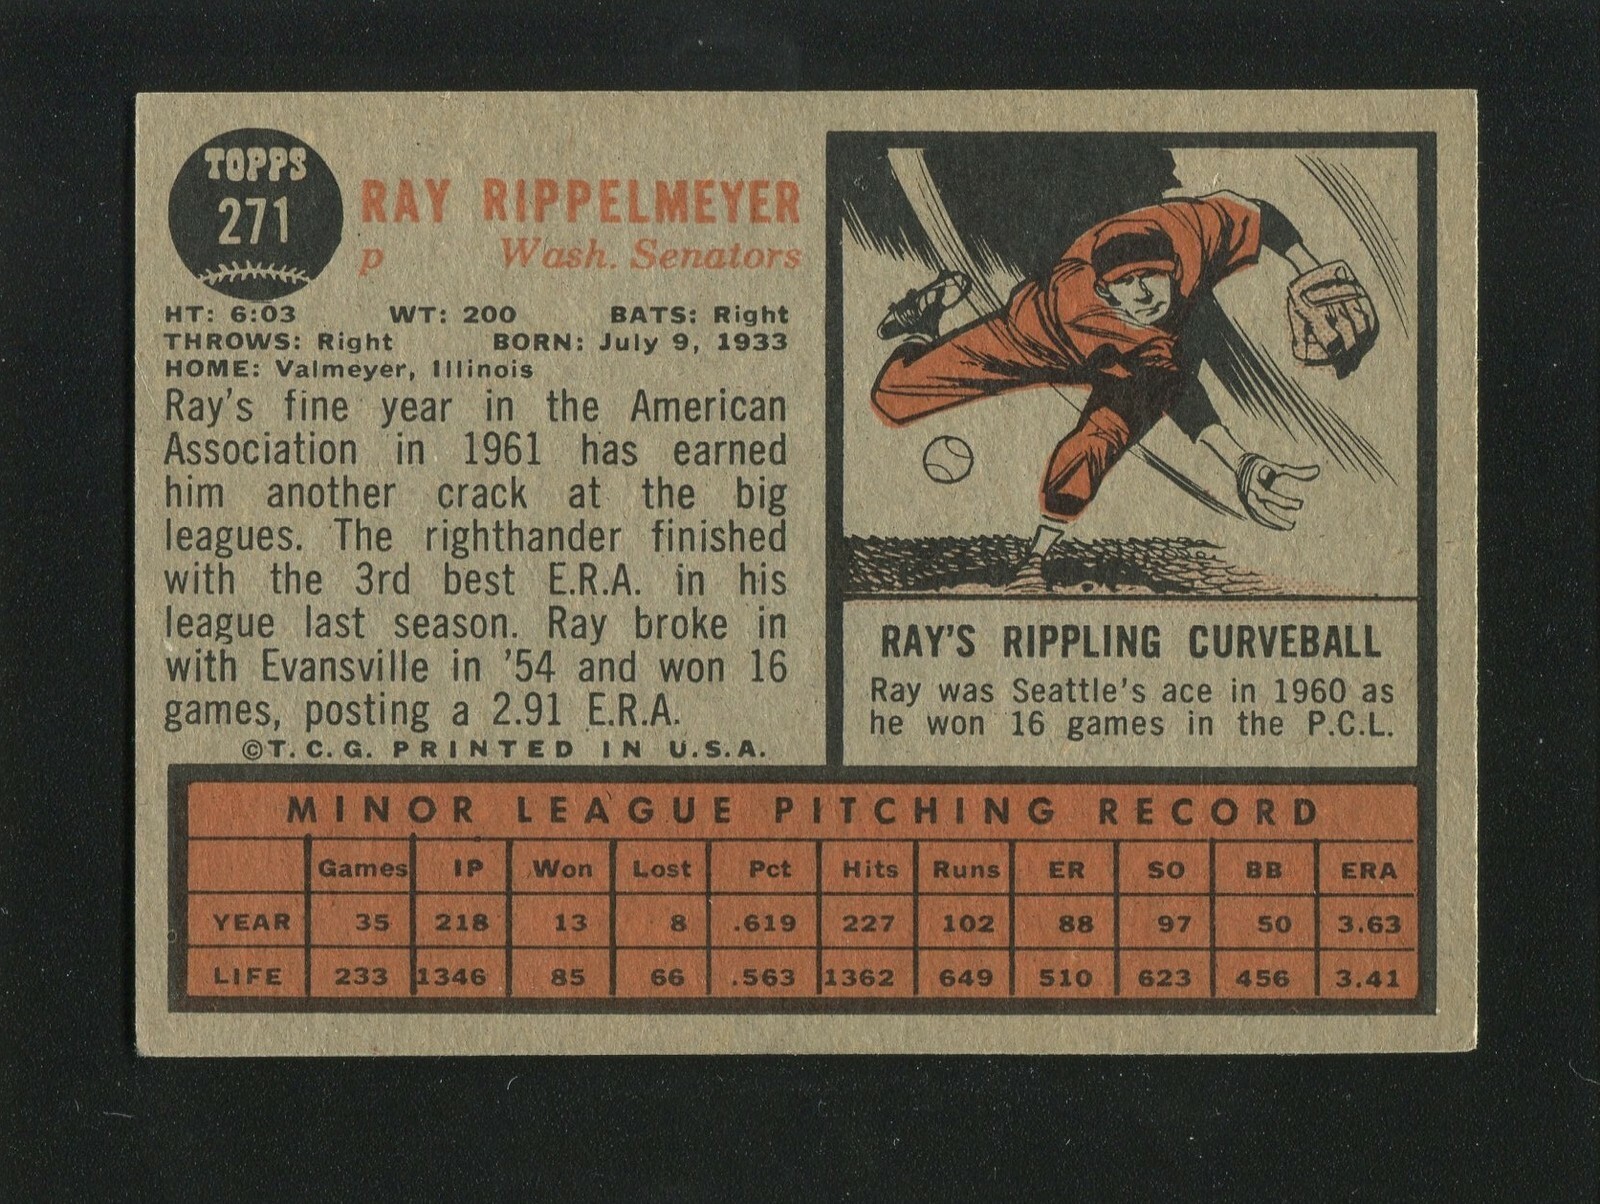 TOPPS
271
RAY RIPPELMEYER
p Wash. Senators
HT: 6:03 WT: 200 BATS: Right
THROWS: Right BORN: July 9, 1933
HOME: Valmeyer, Illinois
Ray's fine year in the American
Association in 1961 has earned
him another crack at the big
leagues. The righthander finished
with the 3rd best E.R.A. in his
league last season. Ray broke in
with Evansville in '54 and won 16
games, posting a 2.91 E.R.A.
©T.C.G. PRINTED IN U.S.A.
RAY'S RIPPLING CURVEBALL
Ray was Seattle's ace in 1960 as
he won 16 games in the P.C.L.
MINOR LEAGUE PITCHING RECORD
Games IP Won Lost Pct Hits Runs ER SO BB ERA
YEAR 35 218 13 8 .619 227 102 88 97 50 3.63
LIFE 233 1346 85 66 .563 1362 649 510 623 456 3.41